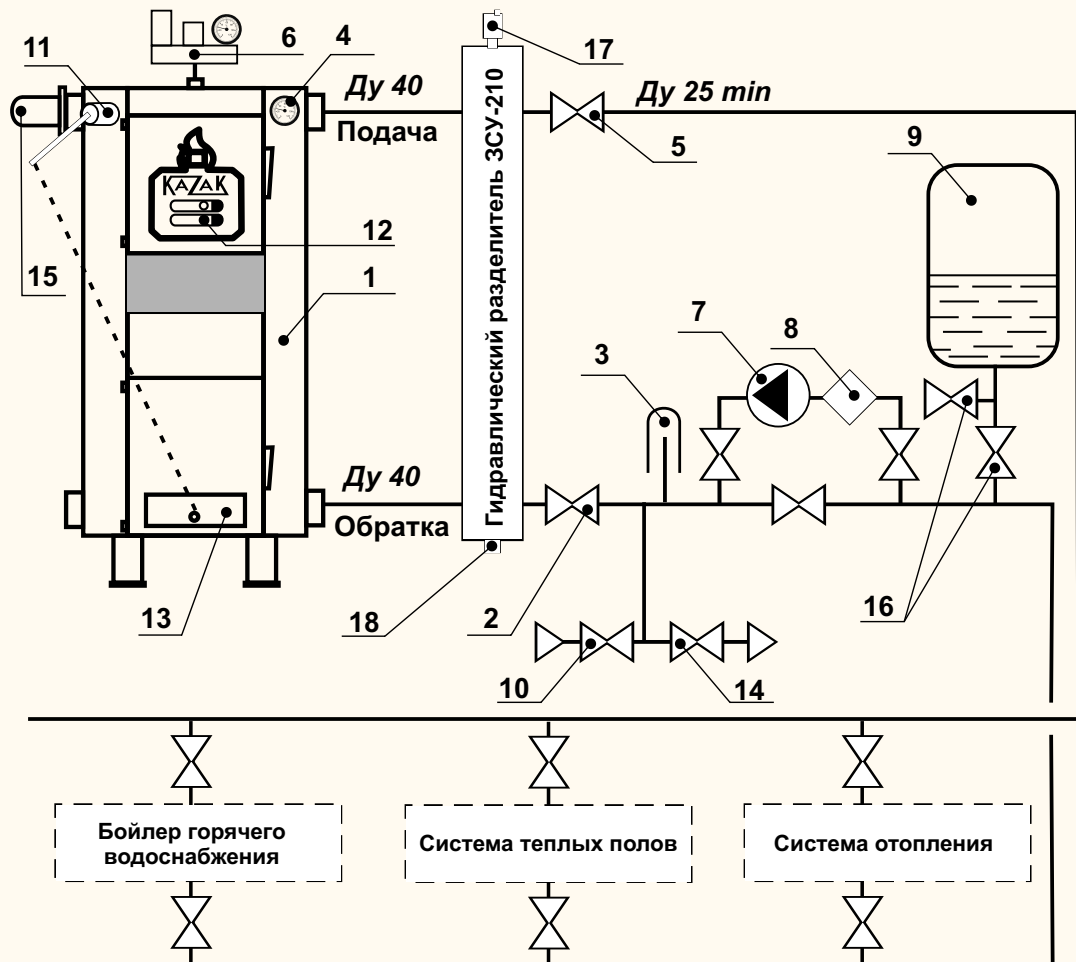 11
6
4
17
Ду 40
Подача
Ду 25 min
5
9
KAZAK
12
15
1
Гидравлический разделитель ЗСУ-210
7
8
3
Ду 40
Обратка
13
18
2
16
10
14
Бойлер горячего
водоснабжения
Система теплых полов
Система отопления